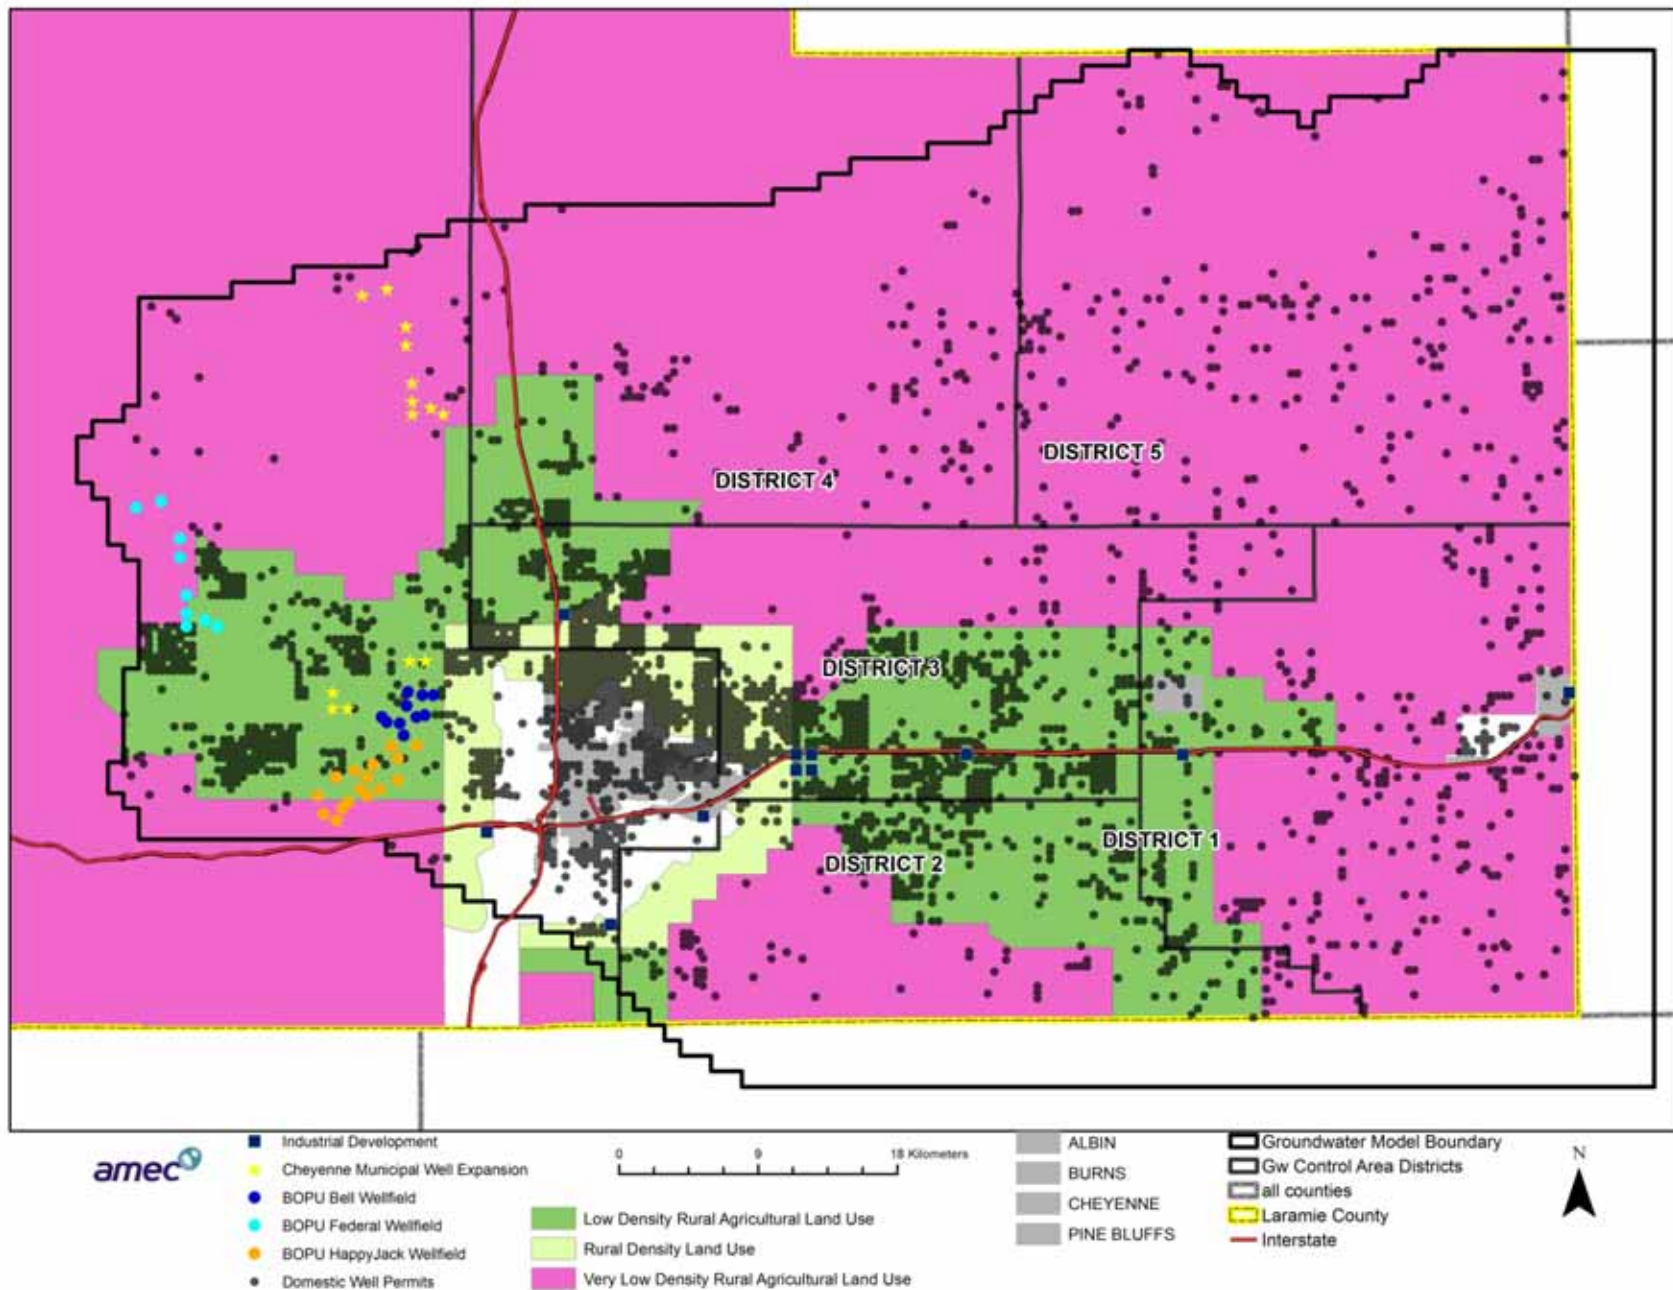 DISTRICT 5
DISTRICT 4
DISTRICT 3
DISTRICT 1
DISTRICT 2
amec
Industrial Development
Cheyenne Municipal Well Expansion
BOPU Bell Wellfield
BOPU Federal Wellfield
BOPU HappyJack Wellfield
Domestic Well Permits
0 9 18 Kilometers
Low Density Rural Agricultural Land Use
Rural Density Land Use
Very Low Density Rural Agricultural Land Use
ALBIN
BURNS
CHEYENNE
PINE BLUFFS
Groundwater Model Boundary
Gw Control Area Districts
all counties
Laramie County
Interstate
N